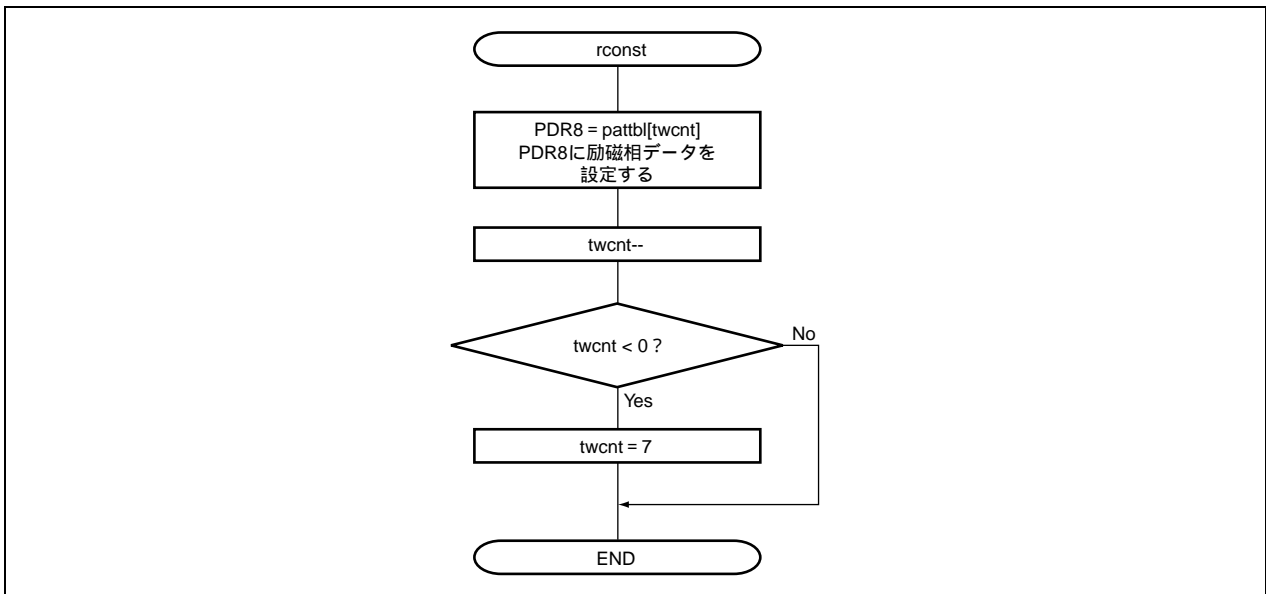 rconst
PDR8 = pattbl[twcnt]
PDR8に励磁相データを
設定する
twcnt--
twcnt < 0 ?
No
Yes
twcnt = 7
END